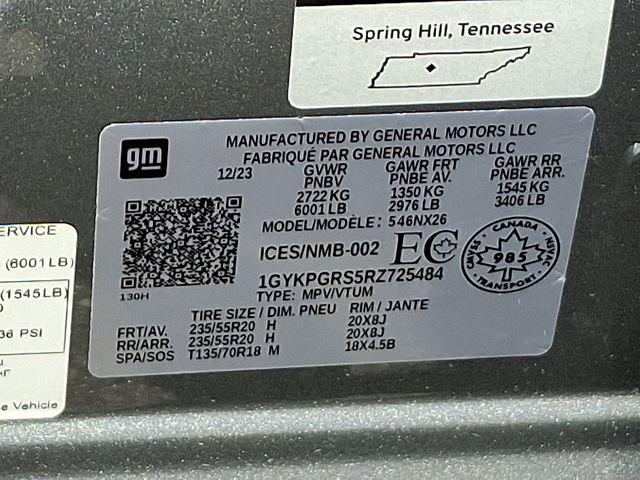 Spring Hill, Tennessee
gm
MANUFACTURED BY GENERAL MOTORS LLC
FABRIQUÉ PAR GENERAL MOTORS LLC
12/23 GVWR GAWR FRT GAWR RR
PNBV PNBE AV. PNBE ARR.
2722 KG 1350 KG 1545 KG
6001 LB 2976 LB 3406 LB
MODEL/MODÈLE: 546NX26
ICES/NMB-002 EC
CANADA
985
TRANSPORT
1GYKPGRS5RZ725484
130H
TYPE: MPV/VTUM
TIRE SIZE / DIM. PNEU RIM / JANTE
FRT/AV. 235/55R20 H 20X8J
RR/ARR. 235/55R20 H 20X8J
SPA/SOS T135/70R18 M 18X4.5B
ERVICE
(6001LB)
(1545LB)
36 PSI
Vehicle